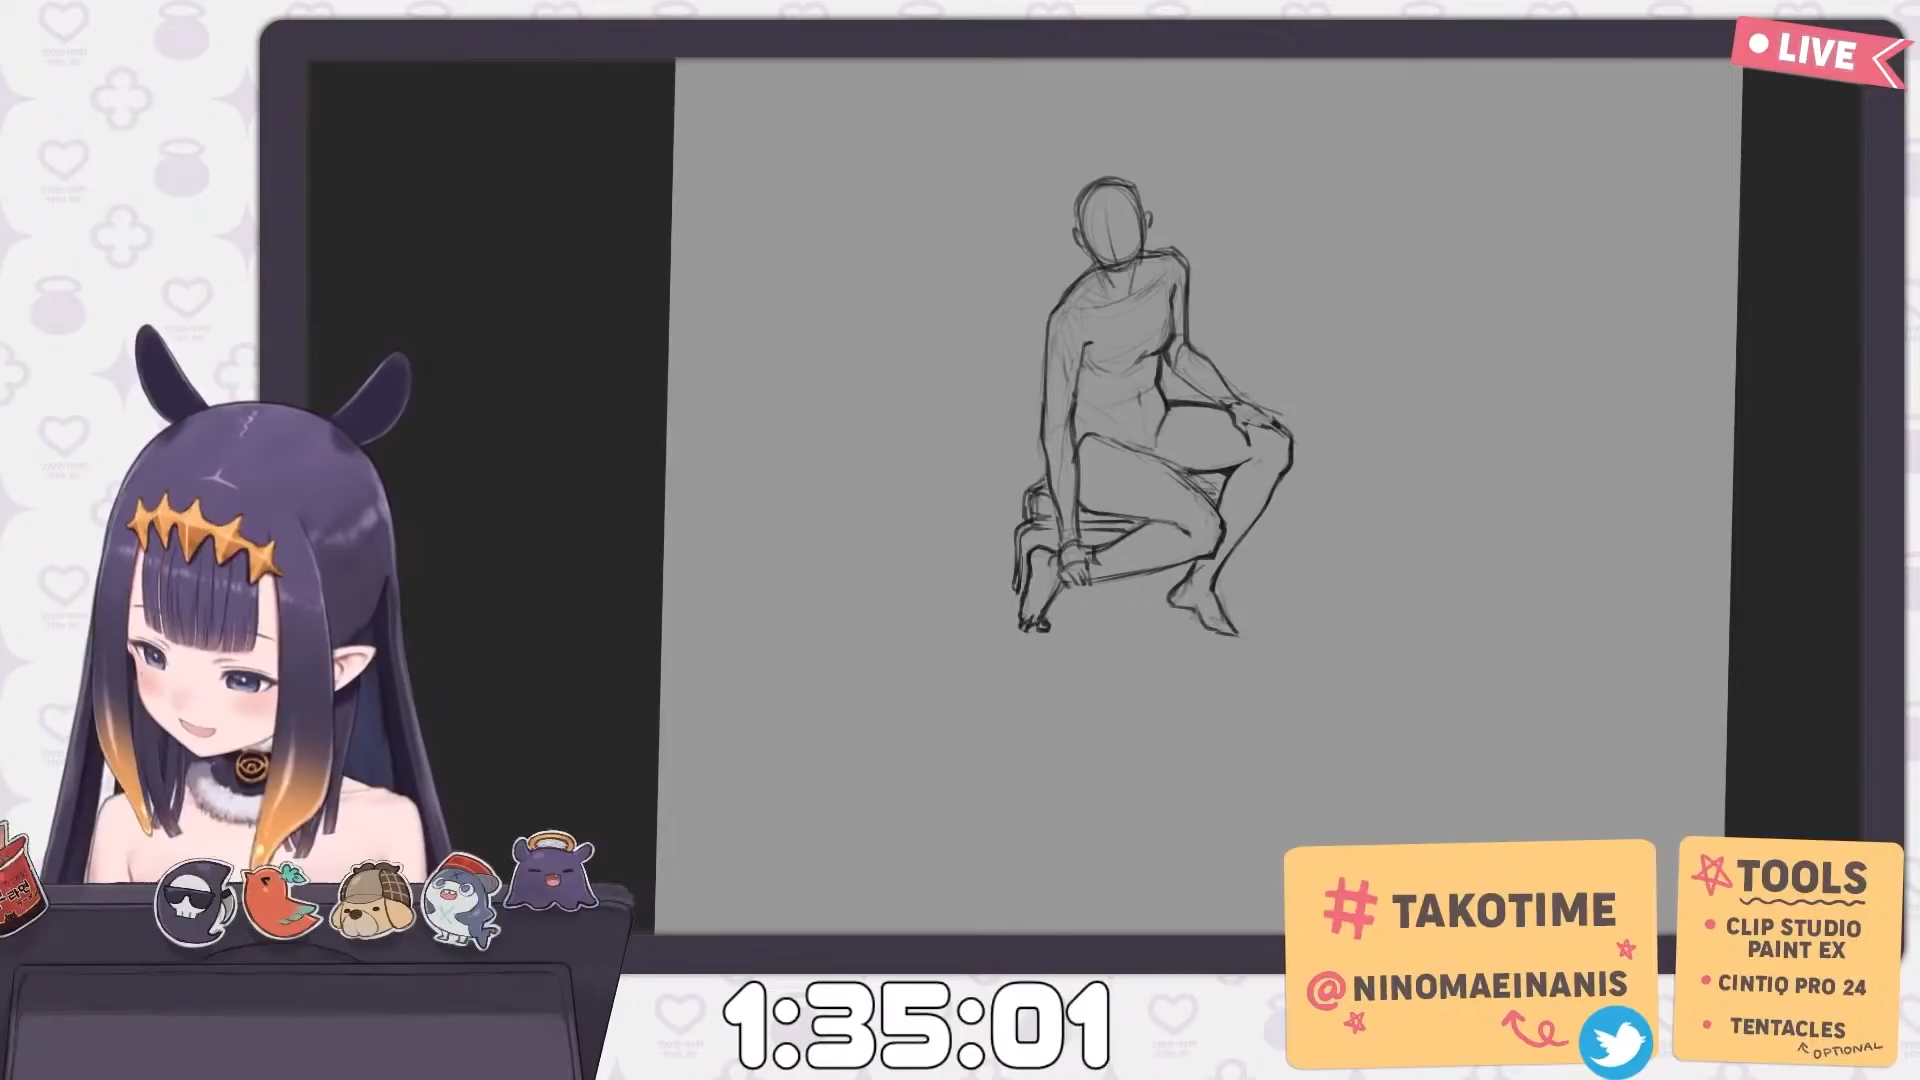 LIVE
# TAKOTIME
@NINOMAEINANIS
TOOLS
• CLIP STUDIO
PAINT EX
• CINTIQ PRO 24
• TENTACLES
OPTIONAL
1:35:01